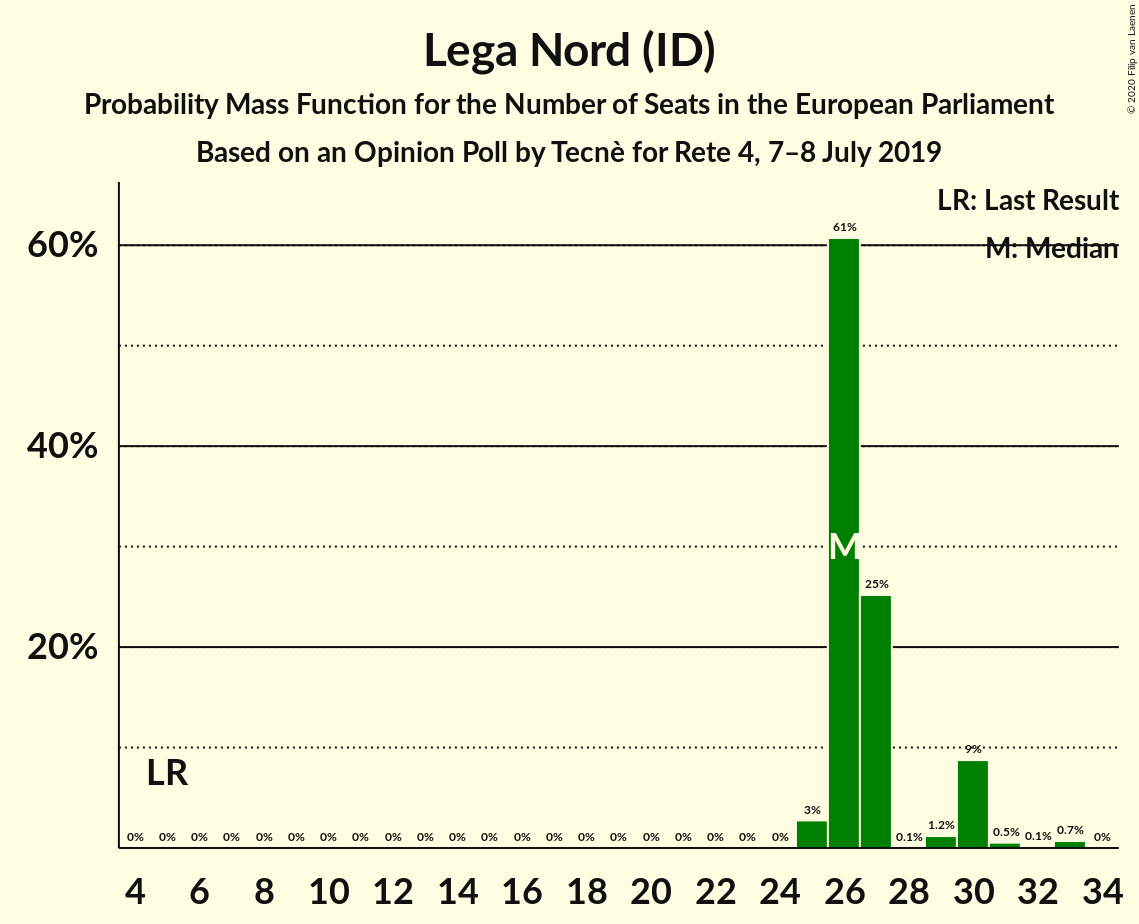 Lega Nord (ID)
Probability Mass Function for the Number of Seats in the European Parliament
Based on an Opinion Poll by Tecnè for Rete 4, 7–8 July 2019
© 2020 Filip van Laenen
LR: Last Result
M: Median
60%
40%
20%
61%
M
25%
LR
9%
3%
0% 0% 0% 0% 0% 0% 0% 0% 0% 0% 0% 0% 0% 0% 0% 0% 0% 0% 0% 0% 0% 0.1% 1.2% 0.5% 0.1% 0.7% 0%
4 6 8 10 12 14 16 18 20 22 24 26 28 30 32 34